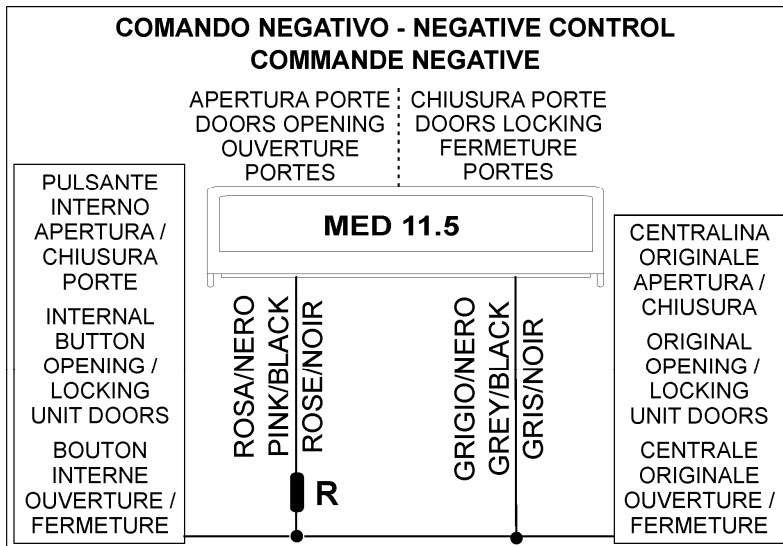 COMANDO NEGATIVO - NEGATIVE CONTROL
COMMANDE NEGATIVE
APERTURA PORTE
DOORS OPENING
OUVERTURE
PORTES
CHIUSURA PORTE
DOORS LOCKING
FERMETURE
PORTES
PULSANTE
INTERNO
APERTURA /
CHIUSURA
PORTE
INTERNAL
BUTTON
OPENING /
LOCKING
UNIT DOORS
BOUTON
INTERNE
OUVERTURE /
FERMETURE
MED 11.5
ROSA/NERO
PINK/BLACK
ROSE/NOIR
R
GRIGIO/NERO
GREY/BLACK
GRIS/NOIR
CENTRALINA
ORIGINALE
APERTURA /
CHIUSURA
ORIGINAL
OPENING /
LOCKING
UNIT DOORS
CENTRALE
ORIGINALE
OUVERTURE /
FERMETURE